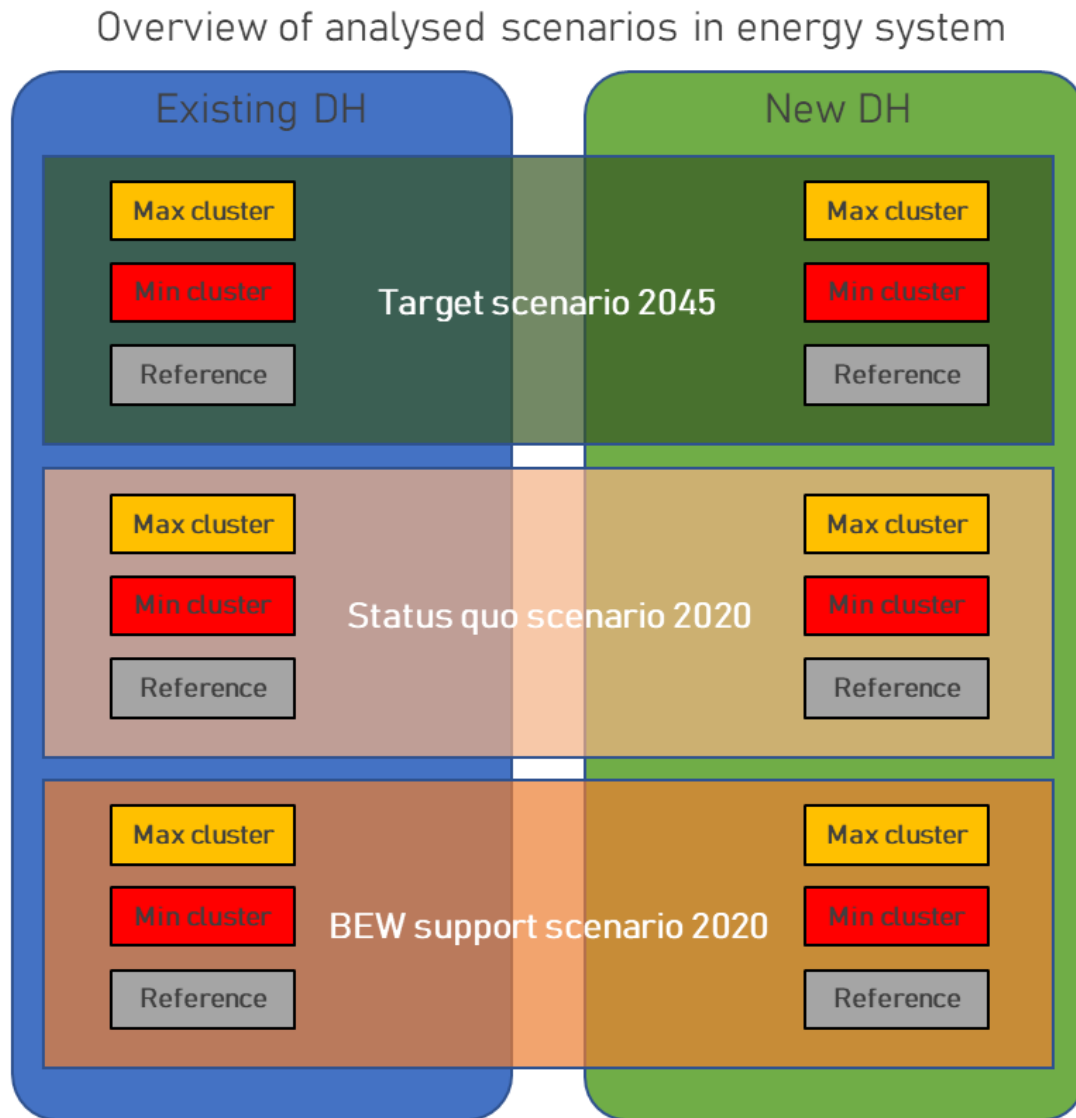 Overview of analysed scenarios in energy system
Existing DH
New DH
Max cluster
Max cluster
Min cluster
Min cluster
Target scenario 2045
Reference
Reference
Max cluster
Max cluster
Min cluster
Min cluster
Status quo scenario 2020
Reference
Reference
Max cluster
Max cluster
Min cluster
Min cluster
BEW support scenario 2020
Reference
Reference